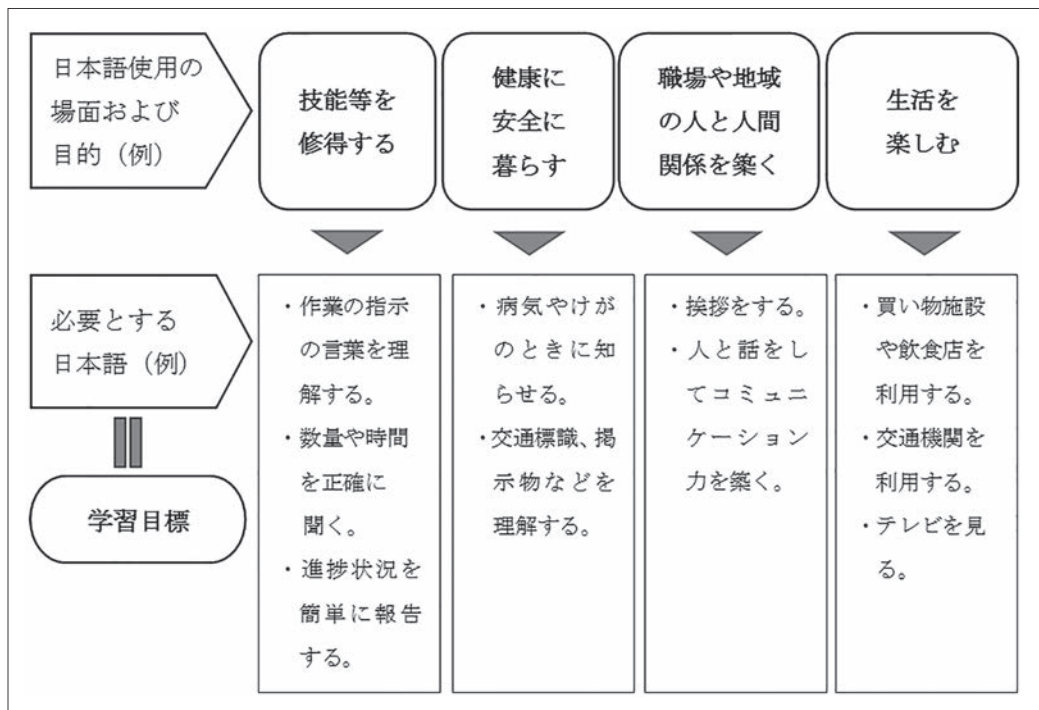 日本語使用の
場面および
目的（例）
技能等を
修得する
健康に
安全に
暮らす
職場や地域
の人と人間
関係を築く
生活を
楽しむ
必要とする
日本語（例）
学習目標
・作業の指示
の言葉を理
解する。
・数量や時間
を正確に
聞く。
・進捗状況を
簡単に報告
する。
・病気やけが
のときに知
らせる。
・交通標識、掲
示物などを
理解する。
・挨拶をする。
・人と話をし
てコミュニ
ケーション
力を築く。
・買い物施設
や飲食店を
利用する。
・交通機関を
利用する。
・テレビを見
る。